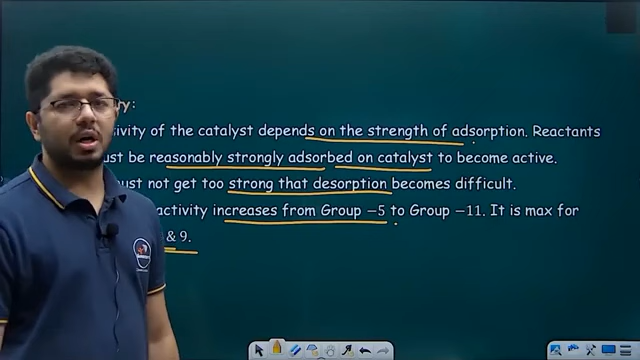 ry:
ivity of the catalyst depends on the strength of adsorption. Reactants
ust be reasonably strongly adsorbed on catalyst to become active.
ust not get too strong that desorption becomes difficult.
activity increases from Group –5 to Group –11. It is max for
& 9.